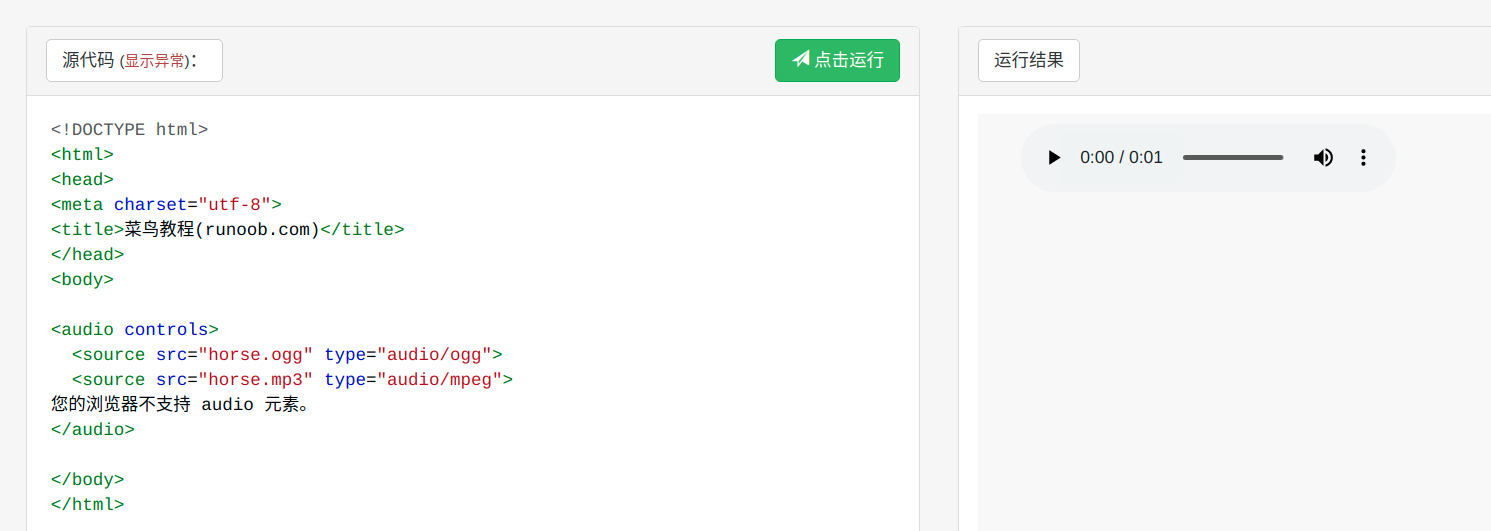 源代码 (显示异常)：
点击运行
运行结果
<!DOCTYPE html>
<html>
<head>
<meta charset="utf-8">
<title>菜鸟教程(runoob.com)</title>
</head>
<body>
<audio controls>
  <source src="horse.ogg" type="audio/ogg">
  <source src="horse.mp3" type="audio/mpeg">
您的浏览器不支持 audio 元素。
</audio>
</body>
</html>
0:00 / 0:01